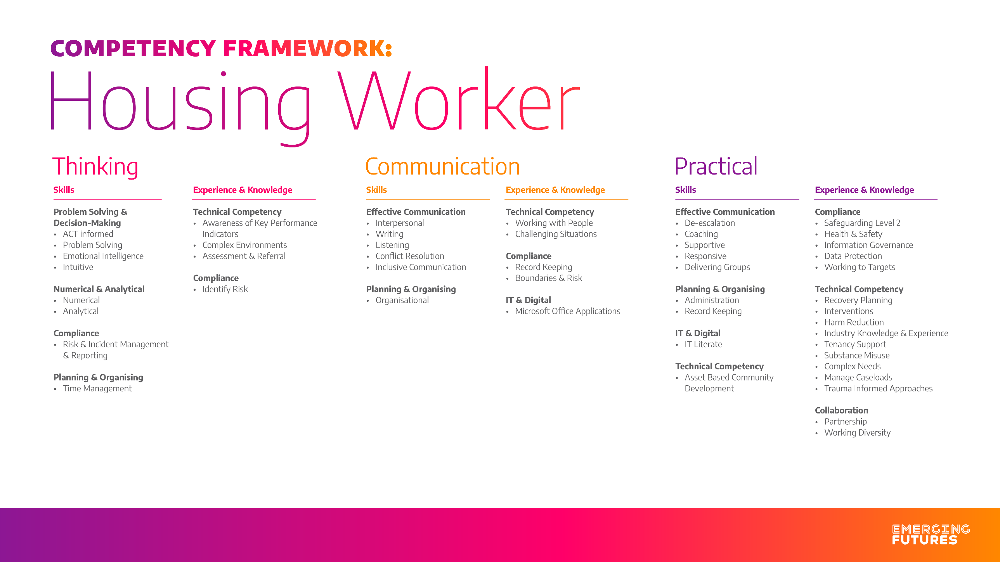 COMPETENCY FRAMEWORK:
Housing Worker
Thinking
Skills
Problem Solving &
Decision-Making
• ACT informed
• Problem Solving
• Emotional Intelligence
• Intuitive
Numerical & Analytical
• Numerical
• Analytical
Compliance
• Risk & Incident Management
& Reporting
Planning & Organising
• Time Management
Experience & Knowledge
Technical Competency
• Awareness of Key Performance
Indicators
• Complex Environments
• Assessment & Referral
Compliance
• Identify Risk
Communication
Skills
Effective Communication
• Interpersonal
• Writing
• Listening
• Conflict Resolution
• Inclusive Communication
Planning & Organising
• Organisational
Experience & Knowledge
Technical Competency
• Working with People
• Challenging Situations
Compliance
• Record Keeping
• Boundaries & Risk
IT & Digital
• Microsoft Office Applications
Practical
Skills
Effective Communication
• De-escalation
• Coaching
• Supportive
• Responsive
• Delivering Groups
Planning & Organising
• Administration
• Record Keeping
IT & Digital
• IT Literate
Technical Competency
• Asset Based Community
Development
Experience & Knowledge
Compliance
• Safeguarding Level 2
• Health & Safety
• Information Governance
• Data Protection
• Working to Targets
Technical Competency
• Recovery Planning
• Interventions
• Harm Reduction
• Industry Knowledge & Experience
• Tenancy Support
• Substance Misuse
• Complex Needs
• Manage Caseloads
• Trauma Informed Approaches
Collaboration
• Partnership
• Working Diversity
EMERGING
FUTURES